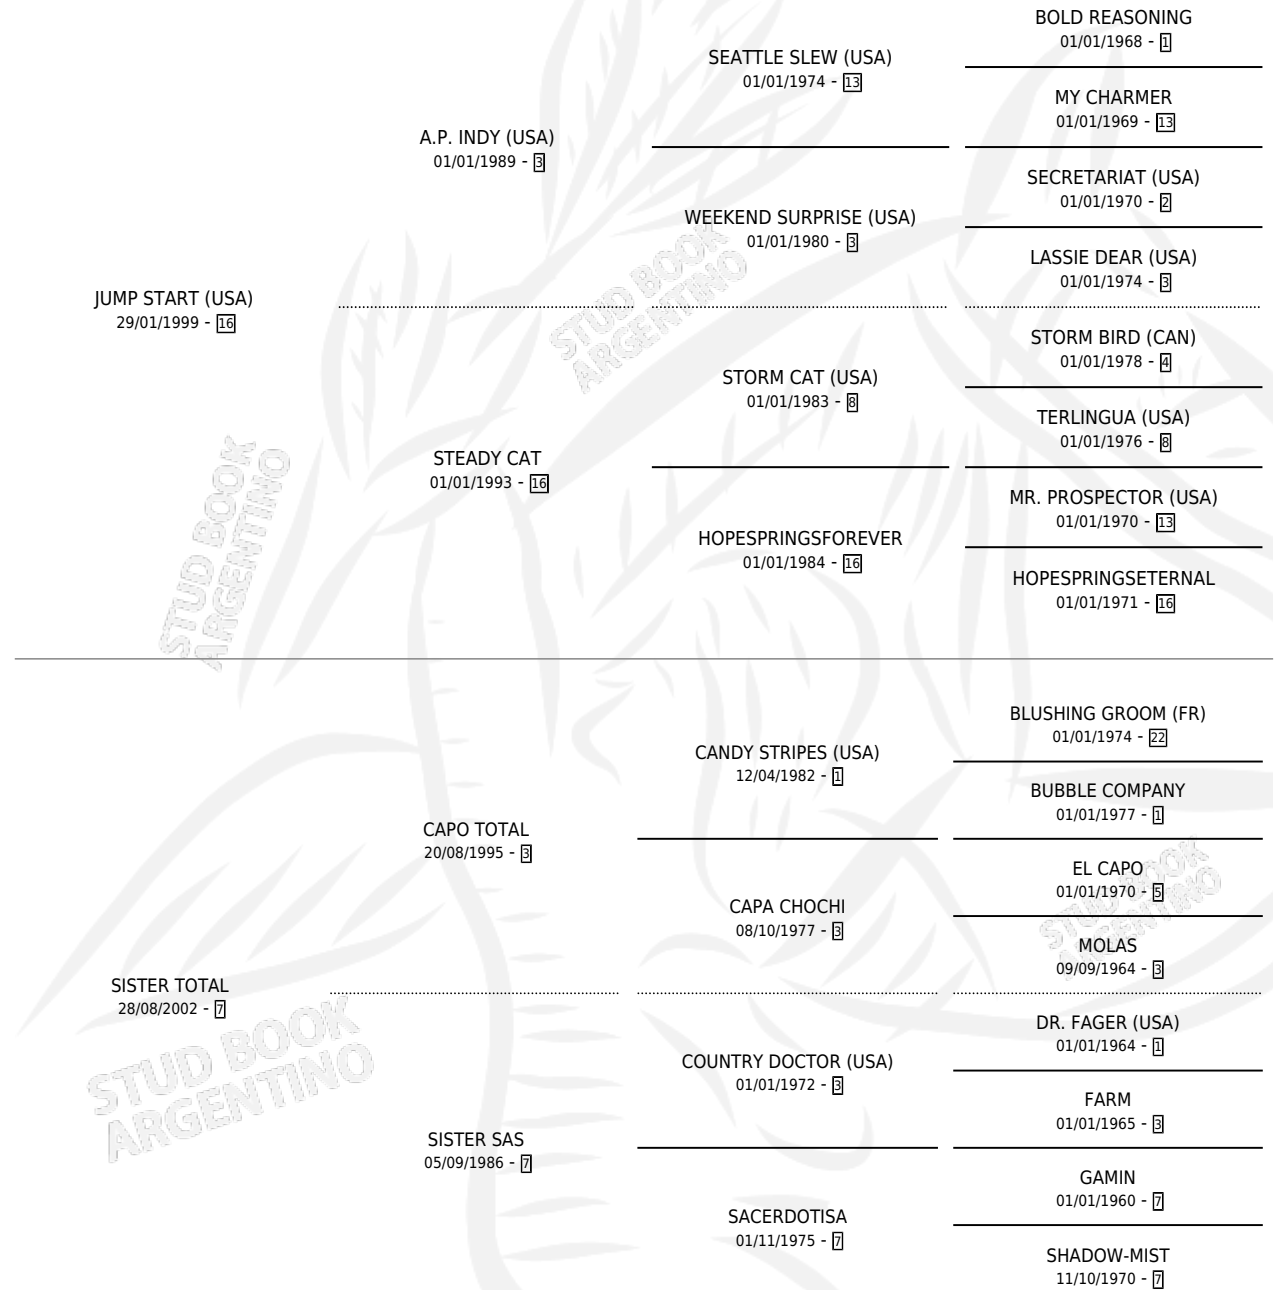 BOLD REASONING
01/01/1968 - 1
SEATTLE SLEW (USA)
01/01/1974 - 13
MY CHARMER
01/01/1969 - 13
A.P. INDY (USA)
01/01/1989 - 3
SECRETARIAT (USA)
01/01/1970 - 2
WEEKEND SURPRISE (USA)
01/01/1980 - 3
LASSIE DEAR (USA)
01/01/1974 - 3
JUMP START (USA)
29/01/1999 - 16
STORM BIRD (CAN)
01/01/1978 - 4
STORM CAT (USA)
01/01/1983 - 8
TERLINGUA (USA)
01/01/1976 - 8
STEADY CAT
01/01/1993 - 16
MR. PROSPECTOR (USA)
01/01/1970 - 13
HOPESPRINGSFOREVER
01/01/1984 - 16
HOPESPRINGSETERNAL
01/01/1971 - 16
BLUSHING GROOM (FR)
01/01/1974 - 22
CANDY STRIPES (USA)
12/04/1982 - 1
BUBBLE COMPANY
01/01/1977 - 1
CAPO TOTAL
20/08/1995 - 3
EL CAPO
01/01/1970 - 5
CAPA CHOCHI
08/10/1977 - 3
MOLAS
09/09/1964 - 3
SISTER TOTAL
28/08/2002 - 7
DR. FAGER (USA)
01/01/1964 - 1
COUNTRY DOCTOR (USA)
01/01/1972 - 3
FARM
01/01/1965 - 3
SISTER SAS
05/09/1986 - 7
GAMIN
01/01/1960 - 7
SACERDOTISA
01/11/1975 - 7
SHADOW-MIST
11/10/1970 - 7
STUD BOOK
ARGENTINO
STUD BOOK
ARGENTINO
STUD BOOK
ARGENTINO
STUD BOOK
ARGENTINO